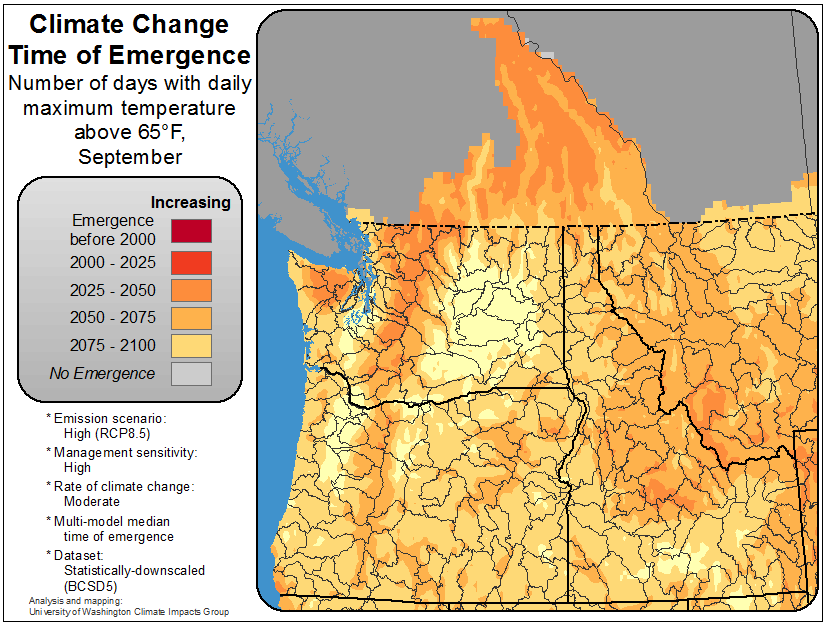 Climate Change
Time of Emergence
Number of days with daily
maximum temperature
above 65°F,
September
Increasing
Emergence
before 2000
2000 - 2025
2025 - 2050
2050 - 2075
2075 - 2100
No Emergence
* Emission scenario:
High (RCP8.5)
* Management sensitivity:
High
* Rate of climate change:
Moderate
* Multi-model median
time of emergence
* Dataset:
Statistically-downscaled
(BCSD5)
Analysis and mapping:
University of Washington Climate Impacts Group